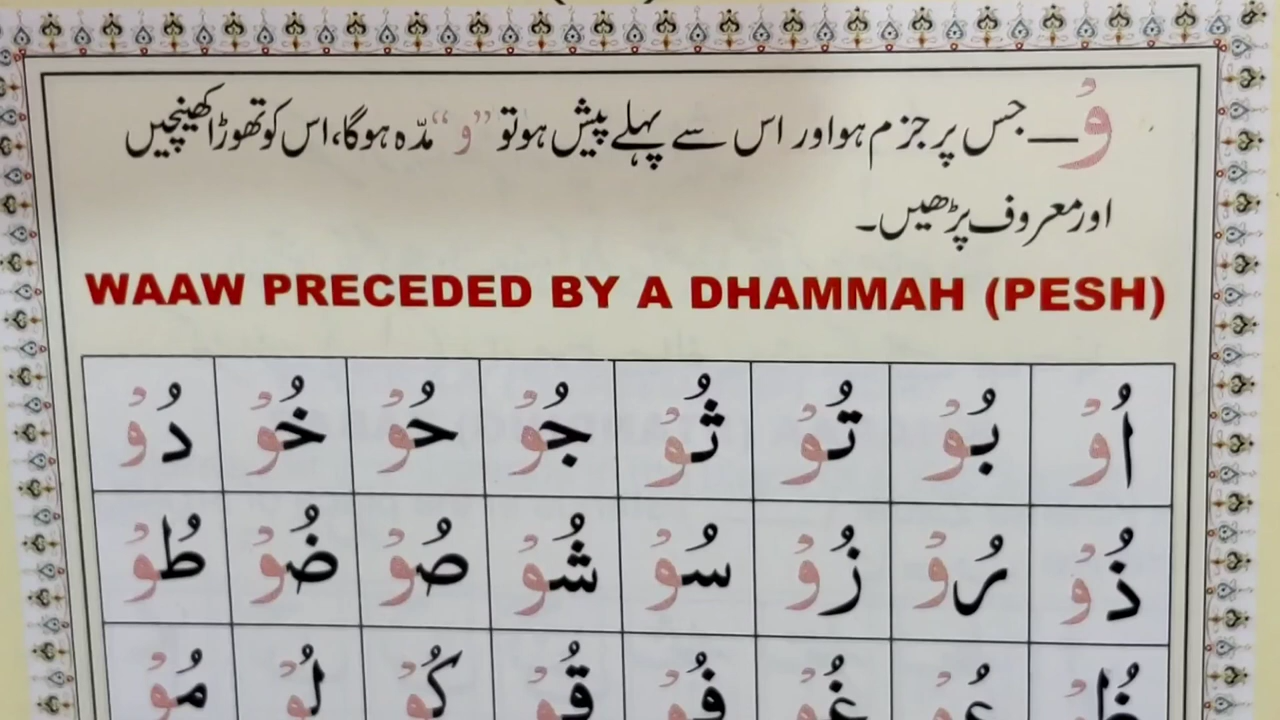 وْ — جس پر جزم ہو اور اس سے پہلے پیش ہو تو ”و“ مدّہ ہوگا، اس کو تھوڑا کھینچیں
اور معروف پڑھیں۔
WAAW PRECEDED BY A DHAMMAH (PESH)
اُوْ بُوْ تُوْ ثُوْ جُوْ حُوْ خُوْ دُوْ
ذُوْ رُوْ زُوْ سُوْ شُوْ صُوْ ضُوْ طُوْ
ظُوْ عُوْ غُوْ فُوْ قُوْ كُوْ لُوْ مُوْ